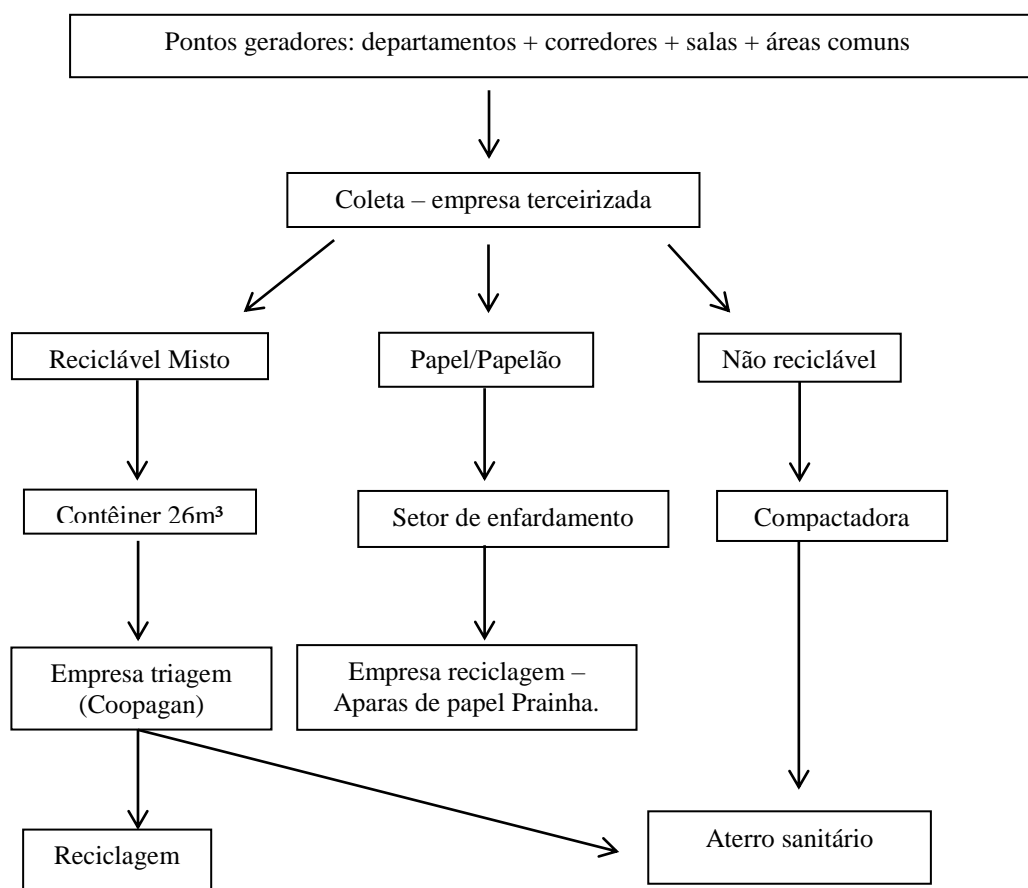 Pontos geradores: departamentos + corredores + salas + áreas comuns
Coleta – empresa terceirizada
Reciclável Misto
Papel/Papelão
Não reciclável
Contêiner 26m³
Setor de enfardamento
Compactadora
Empresa triagem
(Coopagan)
Empresa reciclagem –
Aparas de papel Prainha.
Reciclagem
Aterro sanitário